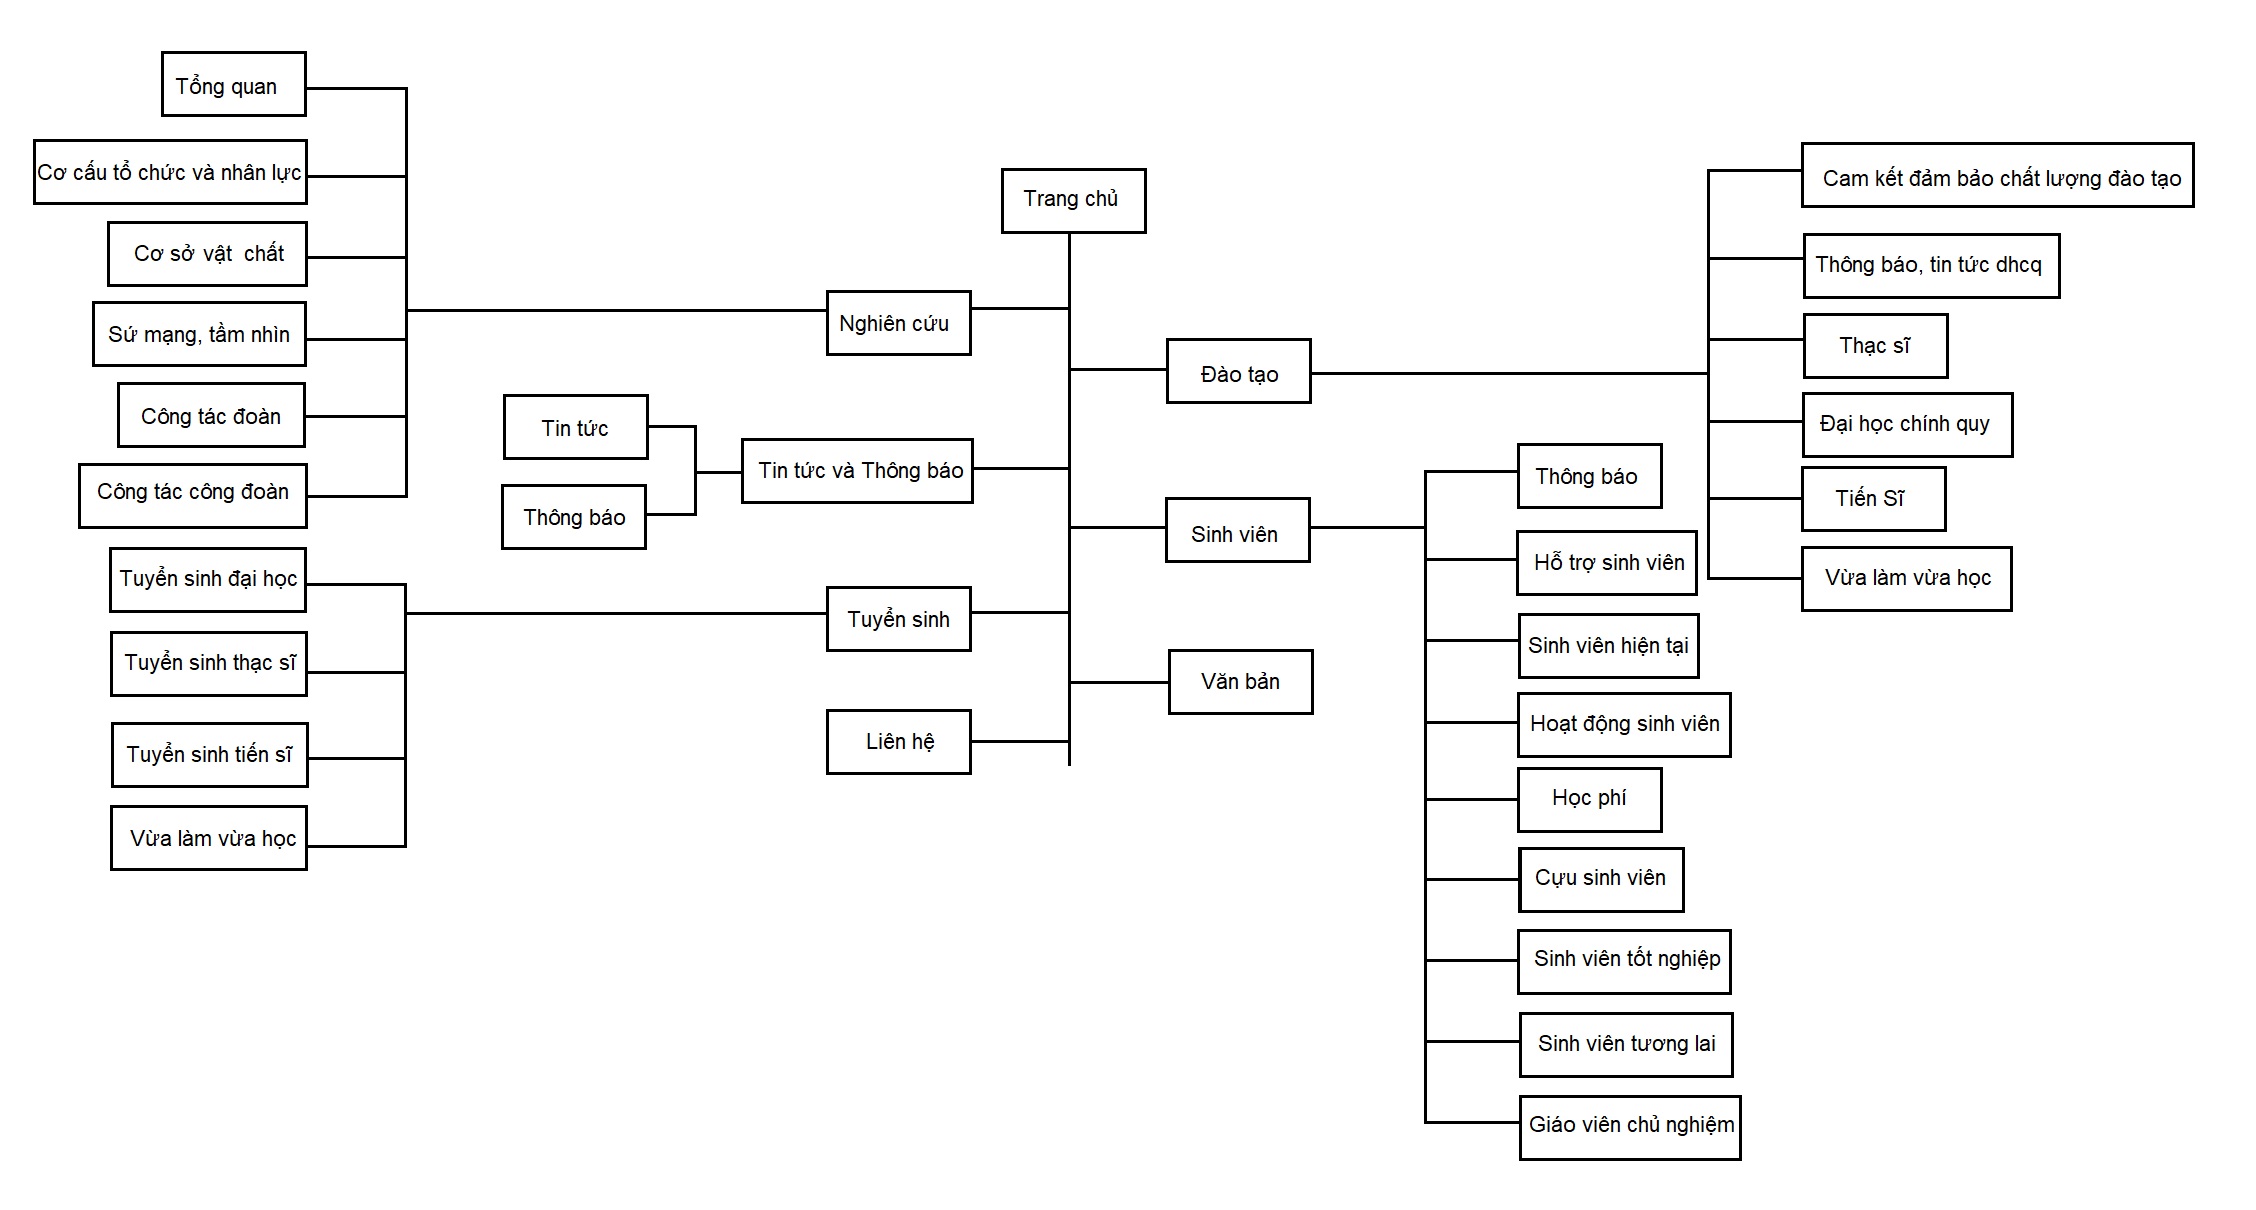 Trang chủ
Nghiên cứu
Tổng quan
Cơ cấu tổ chức và nhân lực
Cơ sở vật chất
Sứ mạng, tầm nhìn
Công tác đoàn
Công tác công đoàn
Tin tức và Thông báo
Tin tức
Thông báo
Tuyển sinh
Tuyển sinh đại học
Tuyển sinh thạc sĩ
Tuyển sinh tiến sĩ
Vừa làm vừa học
Liên hệ
Đào tạo
Cam kết đảm bảo chất lượng đào tạo
Thông báo, tin tức dhcq
Thạc sĩ
Đại học chính quy
Tiến Sĩ
Vừa làm vừa học
Sinh viên
Thông báo
Hỗ trợ sinh viên
Sinh viên hiện tại
Hoạt động sinh viên
Học phí
Cựu sinh viên
Sinh viên tốt nghiệp
Sinh viên tương lai
Giáo viên chủ nghiệm
Văn bản